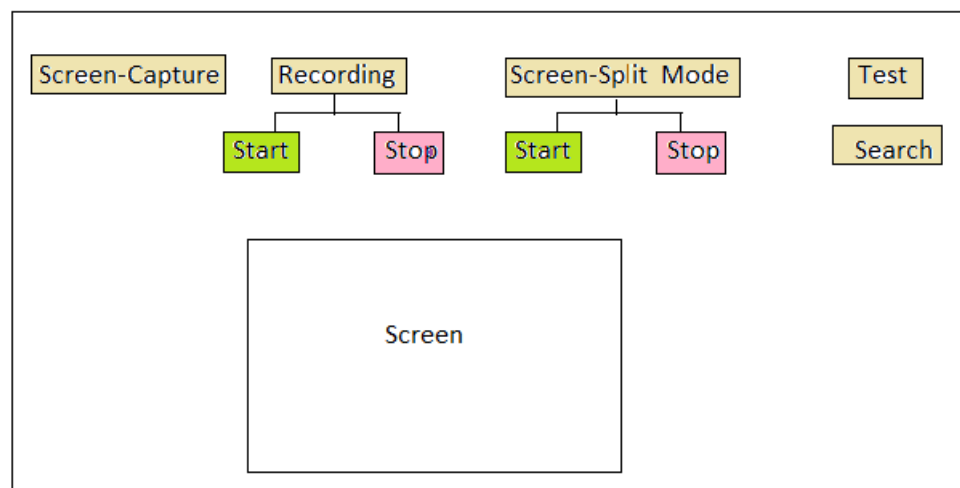 Screen-Capture
Recording
Screen-Split Mode
Test
Start
Stop
Start
Stop
Search
Screen